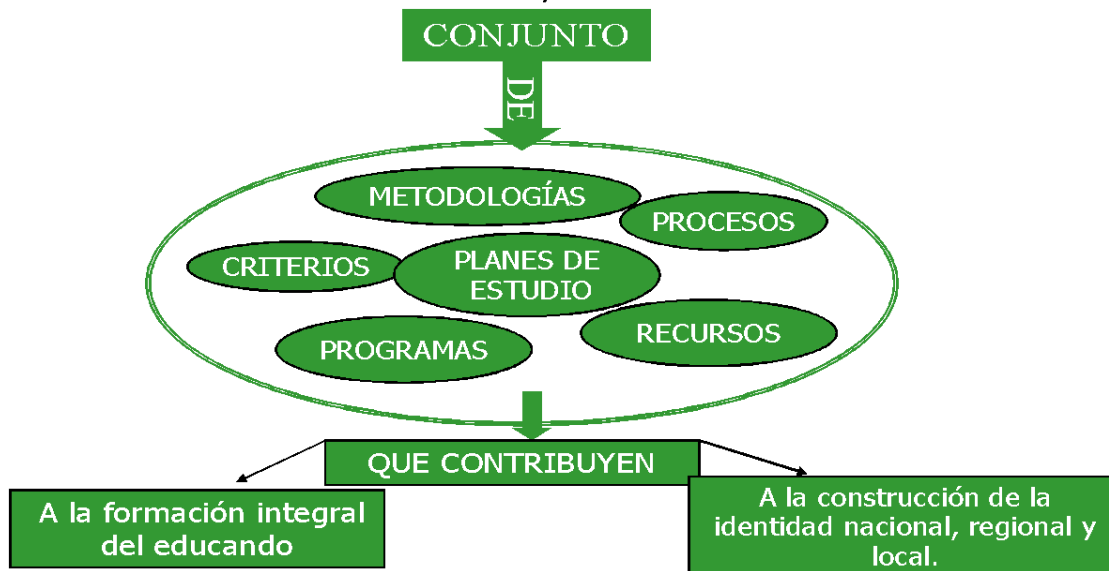 CONJUNTO
DE
METODOLOGÍAS
PROCESOS
CRITERIOS
PLANES DE
ESTUDIO
PROGRAMAS
RECURSOS
QUE CONTRIBUYEN
A la formación integral
del educando
A la construcción de la
identidad nacional, regional y
local.